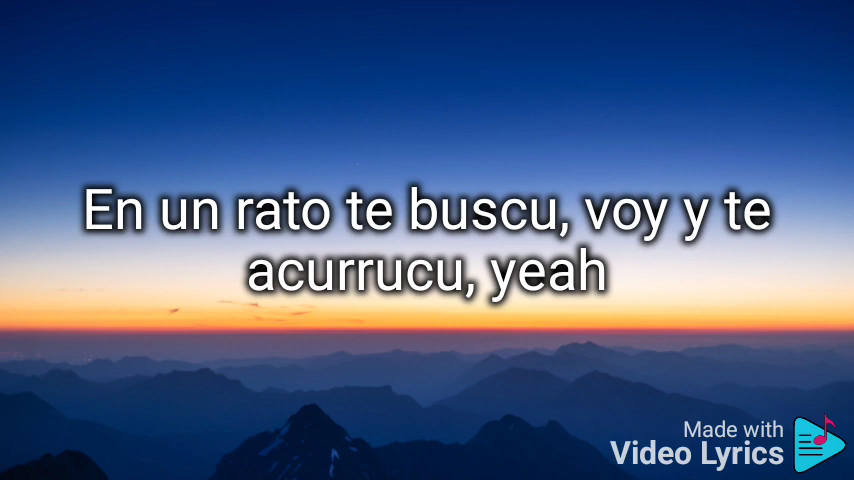 En un rato te buscu, voy y te
acurrucu, yeah
Made with
Video Lyrics